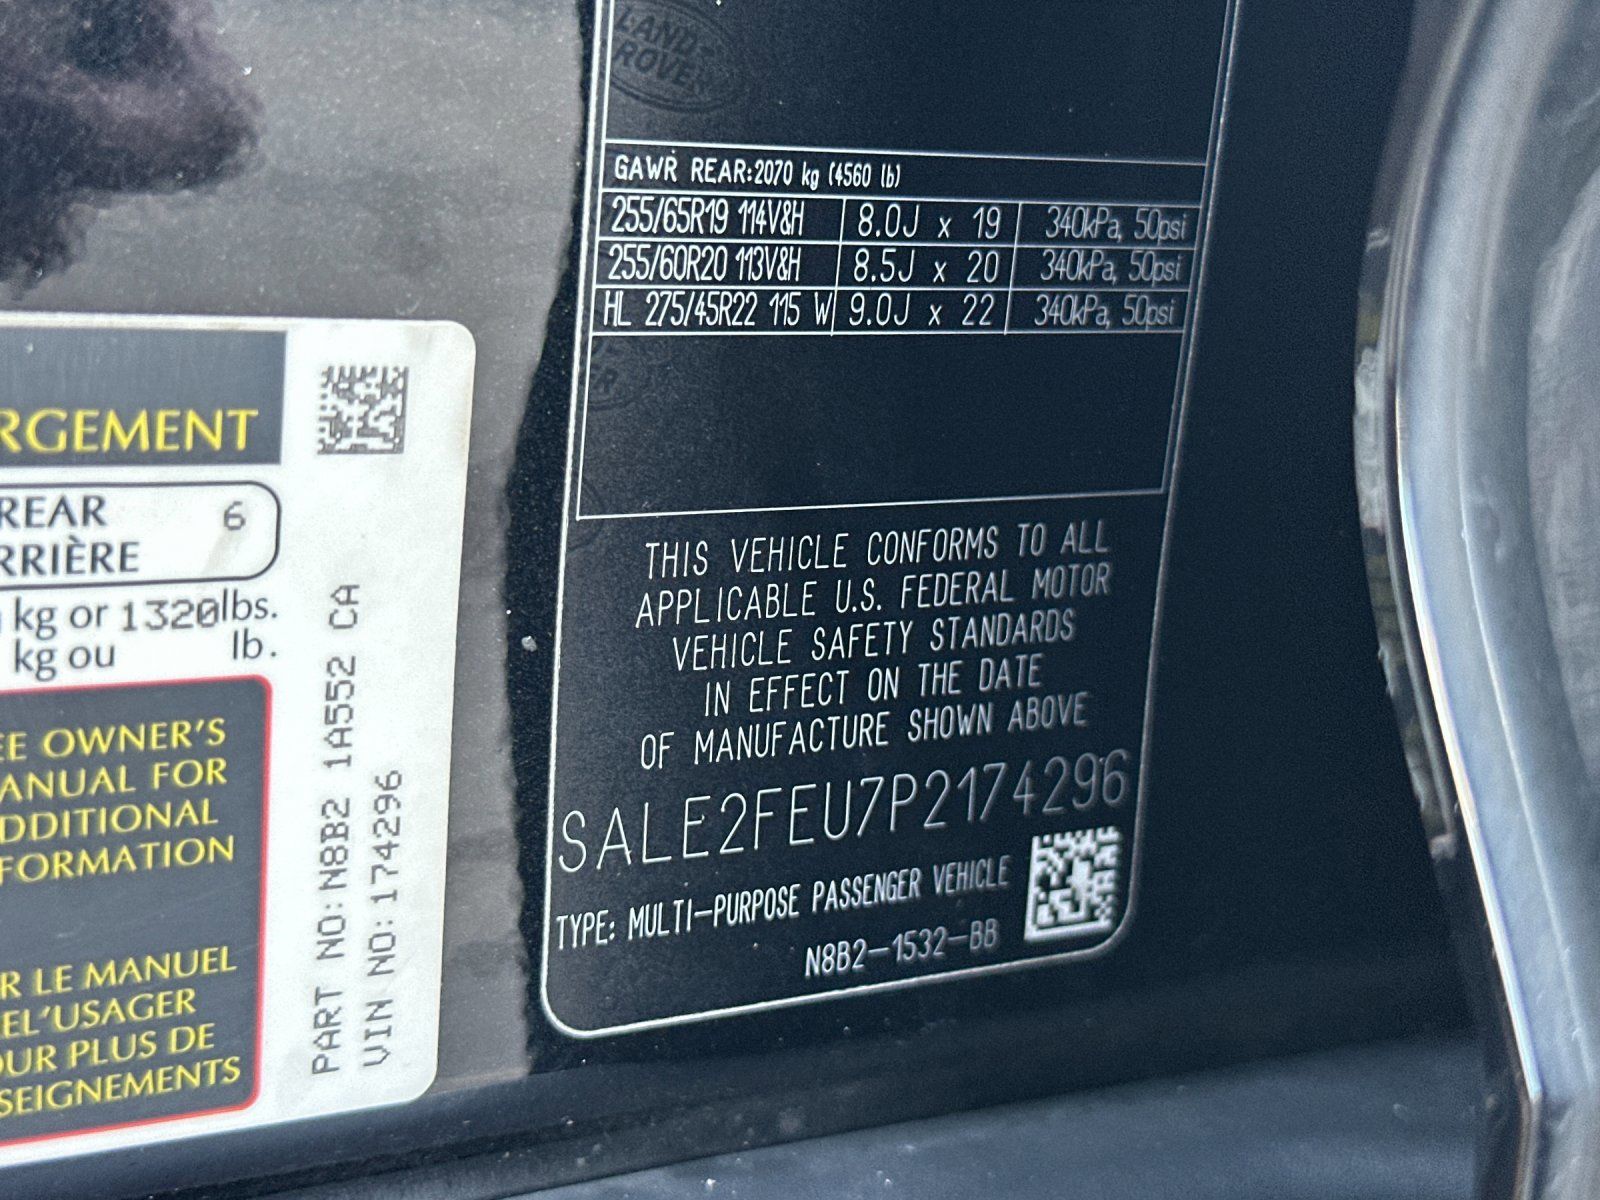 LAND
ROVER
GAWR REAR:2070 kg (4560 lb)
255/65R19 114V&H 8.0J x 19 340kPa, 50psi
255/60R20 113V&H 8.5J x 20 340kPa, 50psi
HL 275/45R22 115 W 9.0J x 22 340kPa, 50psi
THIS VEHICLE CONFORMS TO ALL
APPLICABLE U.S. FEDERAL MOTOR
VEHICLE SAFETY STANDARDS
IN EFFECT ON THE DATE
OF MANUFACTURE SHOWN ABOVE
SALE2FEU7P2174296
TYPE: MULTI-PURPOSE PASSENGER VEHICLE
N8B2-1532-BB
RGEMENT
REAR 6
RRIÈRE
kg or 1320lbs.
kg ou lb.
EE OWNER'S
ANUAL FOR
DDITIONAL
FORMATION
R LE MANUEL
EL'USAGER
OUR PLUS DE
SEIGNEMENTS
PART NO:N8B2 1A552 CA
VIN NO:174296